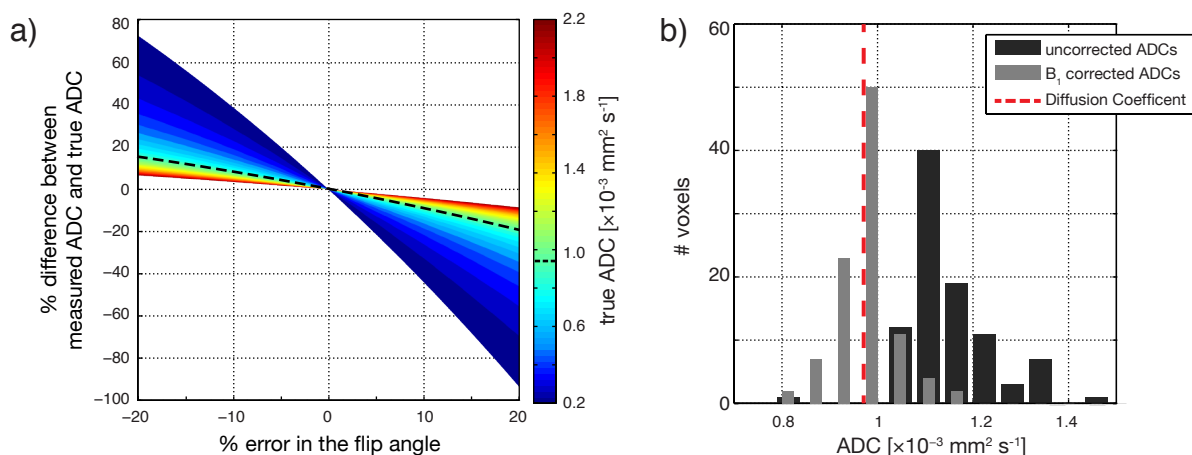 a)
% difference between
measured ADC and true ADC
80
60
40
20
0
−20
−40
−60
−80
−100
−20
−10
0
10
20
% error in the flip angle
2.2
1.8
1.4
1.0
0.6
0.2
true ADC [×10⁻³ mm² s⁻¹]
b)
# voxels
60
40
20
0
0.8
1
1.2
1.4
ADC [×10⁻³ mm² s⁻¹]
uncorrected ADCs
B₁ corrected ADCs
Diffusion Coefficent